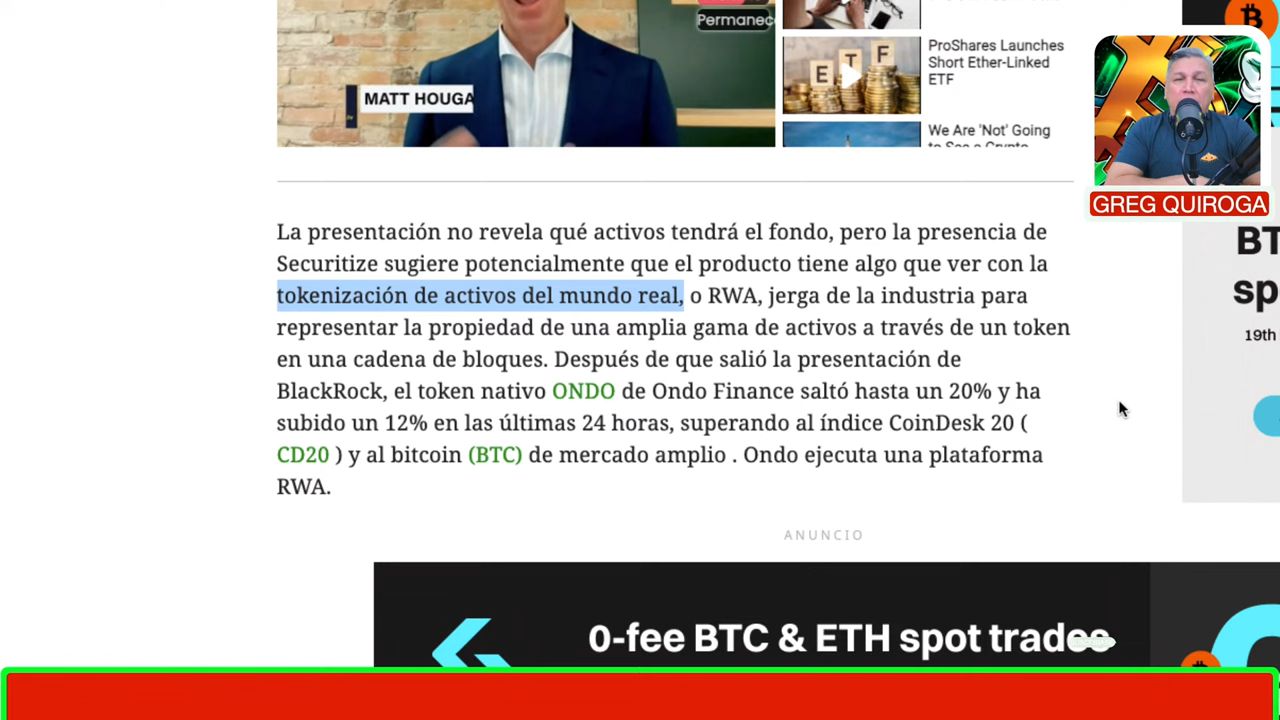 Permanec
MATT HOUGA
E T F
ProShares Launches
Short Ether-Linked
ETF
We Are 'Not' Going
GREG QUIROGA
La presentación no revela qué activos tendrá el fondo, pero la presencia de
Securitize sugiere potencialmente que el producto tiene algo que ver con la
tokenización de activos del mundo real, o RWA, jerga de la industria para
representar la propiedad de una amplia gama de activos a través de un token
en una cadena de bloques. Después de que salió la presentación de
BlackRock, el token nativo ONDO de Ondo Finance saltó hasta un 20% y ha
subido un 12% en las últimas 24 horas, superando al índice CoinDesk 20 (
CD20 ) y al bitcoin (BTC) de mercado amplio . Ondo ejecuta una plataforma
RWA.
BT
sp
19th
ANUNCIO
0-fee BTC & ETH spot trades